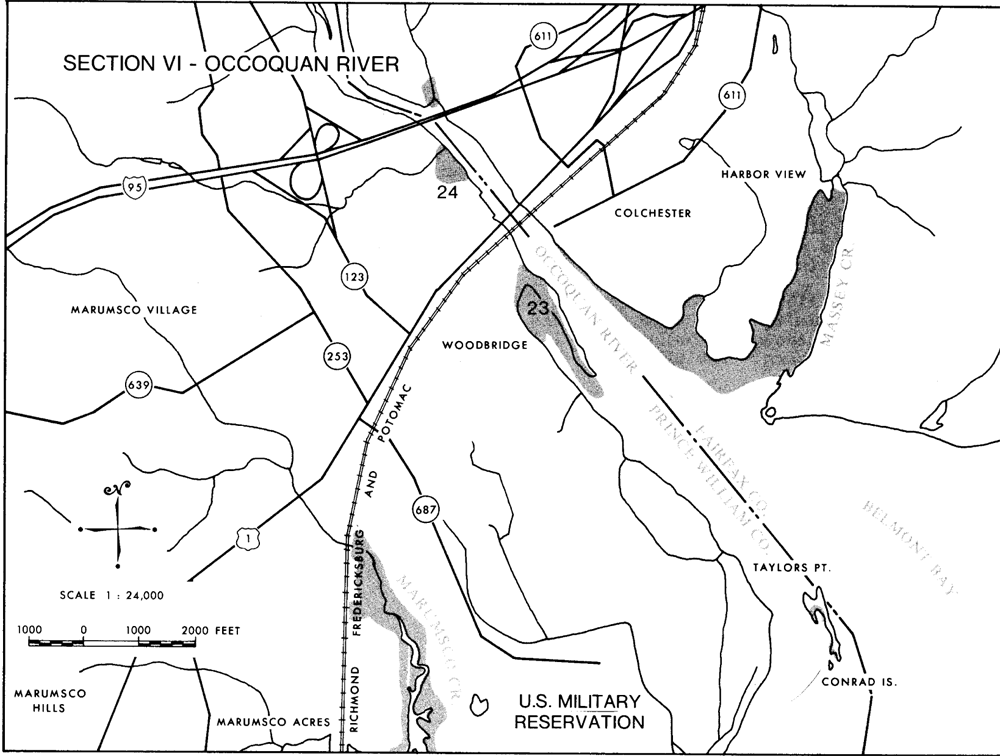 SECTION VI - OCCOQUAN RIVER
611
611
95
24
HARBOR VIEW
COLCHESTER
123
OCCOQUAN RIVER
MASSEY CR.
MARUMSCO VILLAGE
23
WOODBRIDGE
253
639
POTOMAC
AND
FREDERICKSBURG
RICHMOND
FAIRFAX CO.
PRINCE WILLIAM CO.
BELMONT BAY
N
687
1
TAYLORS PT.
SCALE 1 : 24,000
1000 0 1000 2000 FEET
MARUMSCO CR.
CONRAD IS.
MARUMSCO
HILLS
MARUMSCO ACRES
U.S. MILITARY
RESERVATION